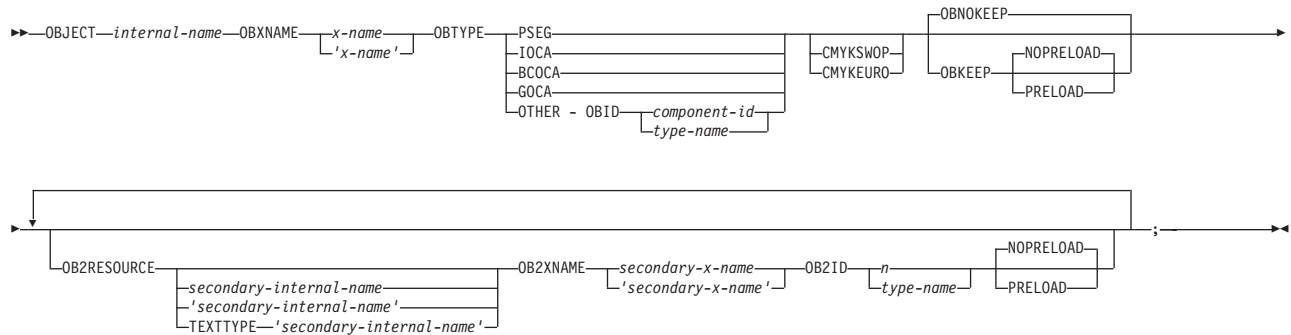 OBNOKEEP
OBJECT internal-name OBXNAME x-name OBTYPE PSEG
'x-name' IOCA CMYKSWOP NOPRELOAD
BCOCA CMYKEURO OBKEEP PRELOAD
GOCA
OTHER - OBID component-id
type-name
;
NOPRELOAD
OB2RESOURCE OB2XNAME secondary-x-name OB2ID n
secondary-internal-name 'secondary-x-name' type-name PRELOAD
'secondary-internal-name'
TEXTTYPE 'secondary-internal-name'